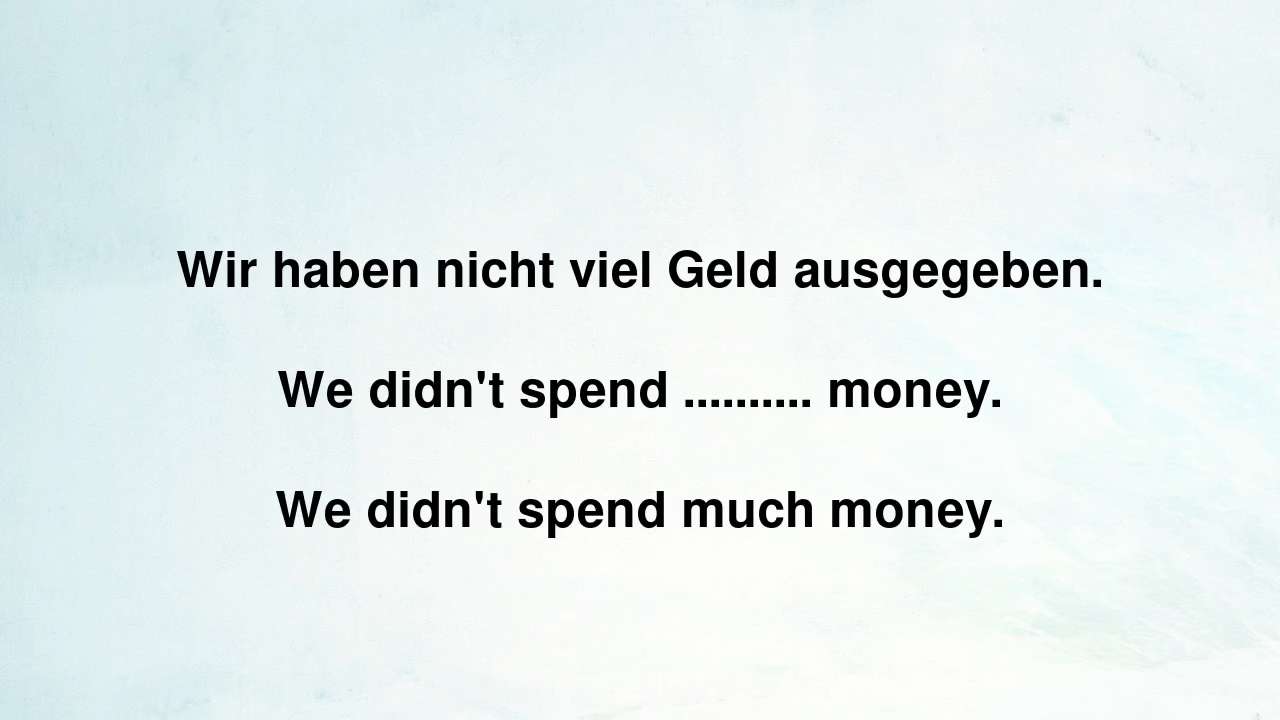 Wir haben nicht viel Geld ausgegeben.
We didn't spend .......... money.
We didn't spend much money.